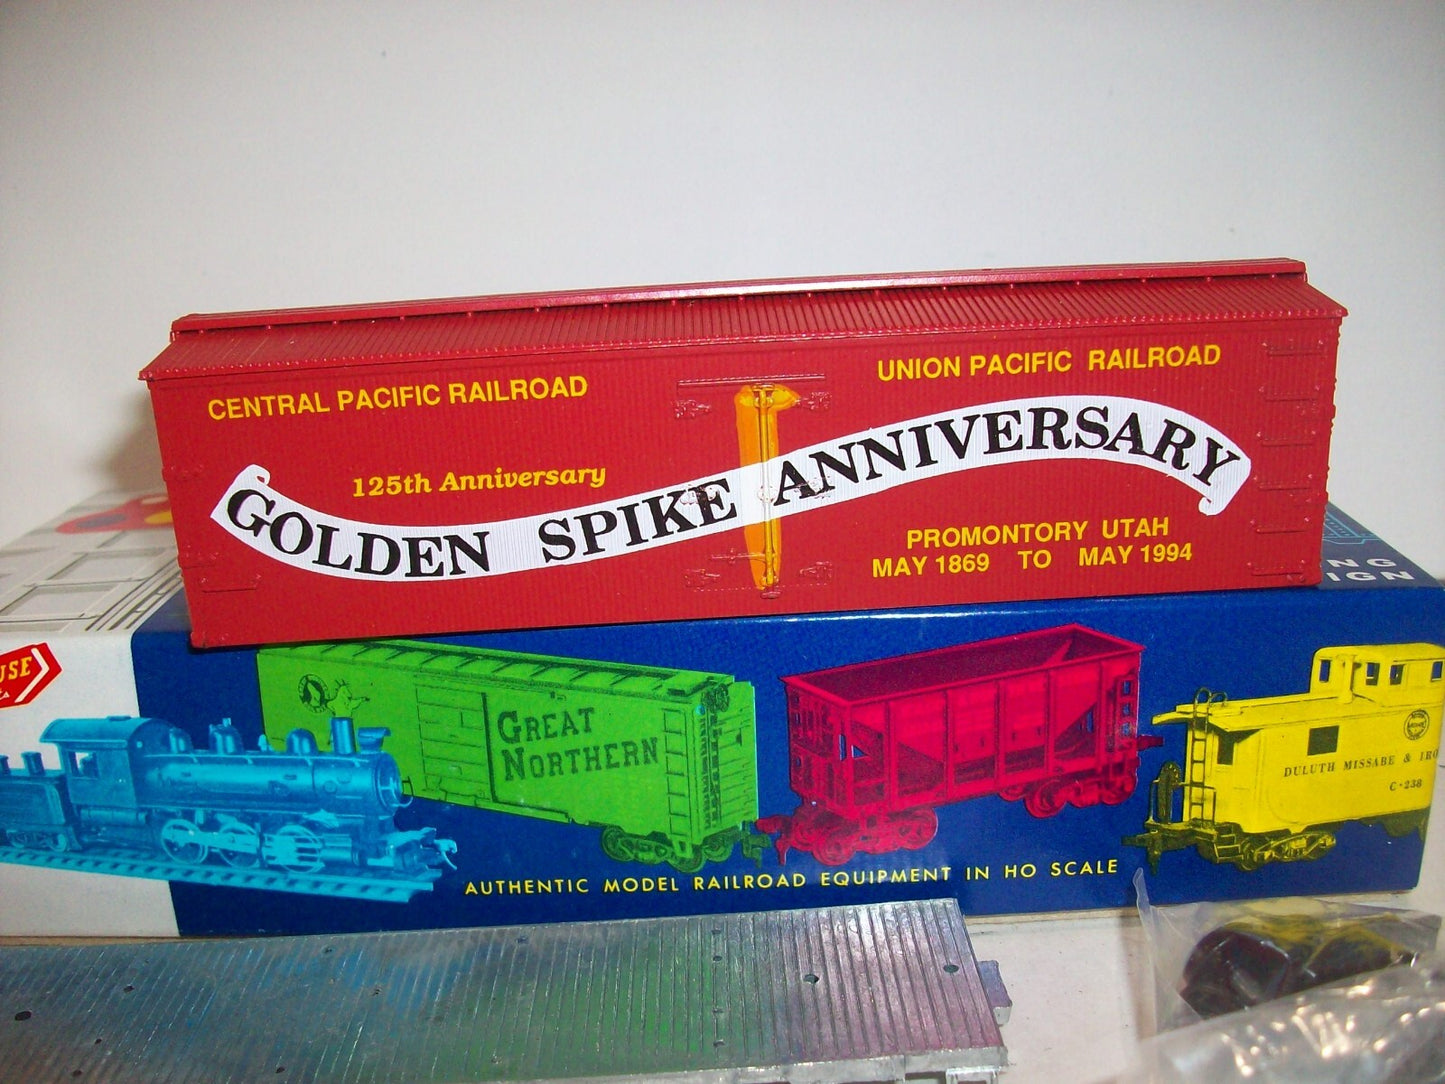 CENTRAL PACIFIC RAILROAD
UNION PACIFIC RAILROAD
125th Anniversary
GOLDEN SPIKE ANNIVERSARY
PROMONTORY UTAH
MAY 1869 TO MAY 1994
GREAT
NORTHERN
DULUTH MISSABE & IRO
C-238
AUTHENTIC MODEL RAILROAD EQUIPMENT IN HO SCALE